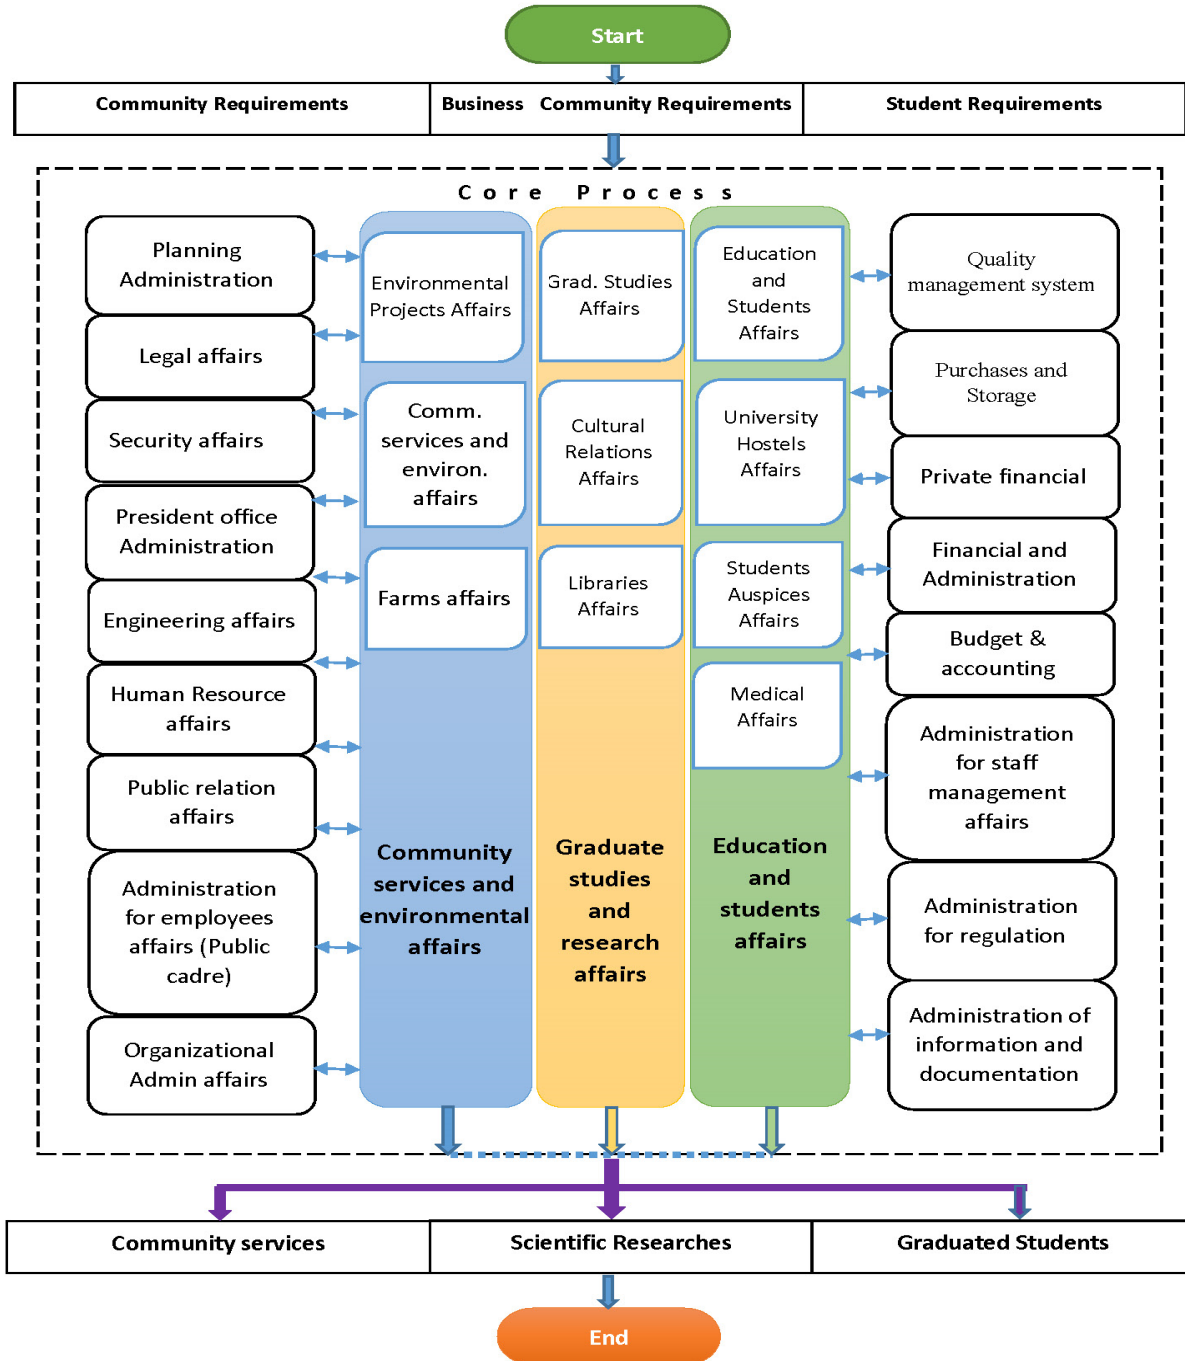 Start
Community Requirements
Business Community Requirements
Student Requirements
Core Process
Planning
Administration
Legal affairs
Security affairs
President office
Administration
Engineering affairs
Human Resource
affairs
Public relation
affairs
Administration
for employees
affairs (Public
cadre)
Organizational
Admin affairs
Environmental
Projects Affairs
Comm.
services and
environ.
affairs
Farms affairs
Community
services and
environmental
affairs
Grad. Studies
Affairs
Cultural
Relations
Affairs
Libraries
Affairs
Graduate
studies
and
research
affairs
Education
and
Students
Affairs
University
Hostels
Affairs
Students
Auspices
Affairs
Medical
Affairs
Education
and
students
affairs
Quality
management system
Purchases and
Storage
Private financial
Financial and
Administration
Budget &
accounting
Administration
for staff
management
affairs
Administration
for regulation
Administration of
information and
documentation
Community services
Scientific Researches
Graduated Students
End